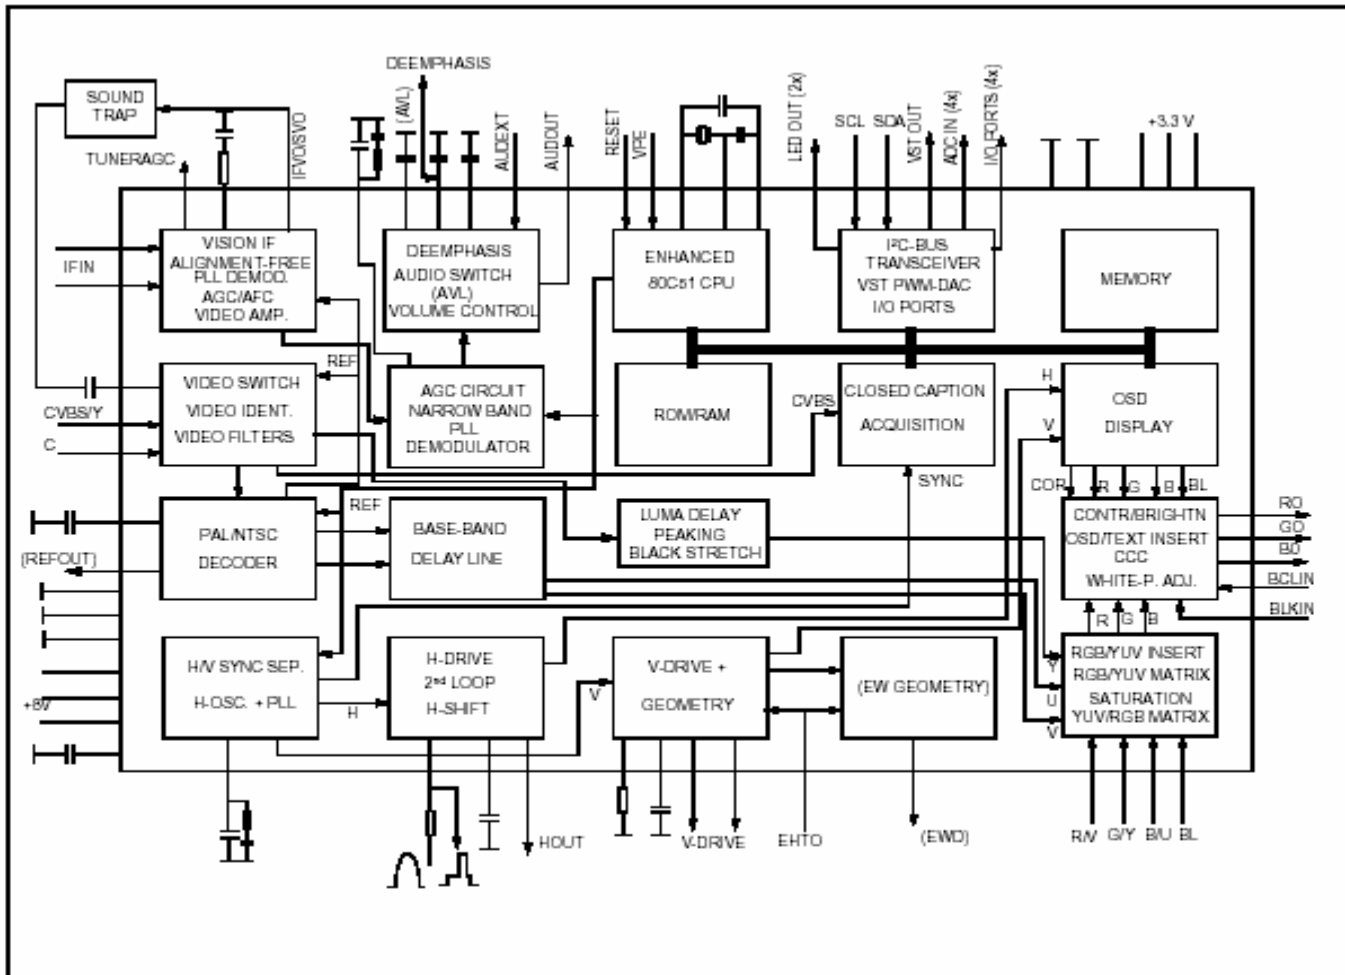 SOUND
TRAP
DEEMPHASIS
(AVL)
TUNERAGC
IFVO/SVO
AUDEXT
AUDOUT
RESET
VPE
LED OUT (2x)
SCL
SDA
VST OUT
ADC IN (4x)
I/O PORTS (4x)
+3.3 V
IFIN
VISION IF
ALIGNMENT-FREE
PLL DEMOD.
AGC/AFC
VIDEO AMP.
DEEMPHASIS
AUDIO SWITCH
(AVL)
VOLUME CONTROL
ENHANCED
80C51 CPU
I²C-BUS
TRANSCEIVER
VST PWM-DAC
I/O PORTS
MEMORY
REF
CVBS/Y
C
VIDEO SWITCH
VIDEO IDENT.
VIDEO FILTERS
AGC CIRCUIT
NARROW BAND
PLL
DEMODULATOR
ROM/RAM
CVBS
CLOSED CAPTION
ACQUISITION
SYNC
H
V
OSD
DISPLAY
COR
R
G
B
BL
(REFOUT)
PAL/NTSC
DECODER
REF
BASE-BAND
DELAY LINE
LUMA DELAY
PEAKING
BLACK STRETCH
CONTR/BRIGHTN
OSD/TEXT INSERT
CCC
WHITE-P. ADJ.
RO
GO
BO
BCLIN
BLKIN
R
G
B
+8V
H/V SYNC SEP.
H-OSC. + PLL
H
H-DRIVE
2nd LOOP
H-SHIFT
V
V-DRIVE +
GEOMETRY
(EW GEOMETRY)
Y
U
V
RGB/YUV INSERT
RGB/YUV MATRIX
SATURATION
YUV/RGB MATRIX
HOUT
V-DRIVE
EHTO
(EWD)
R/V
G/Y
B/U
BL